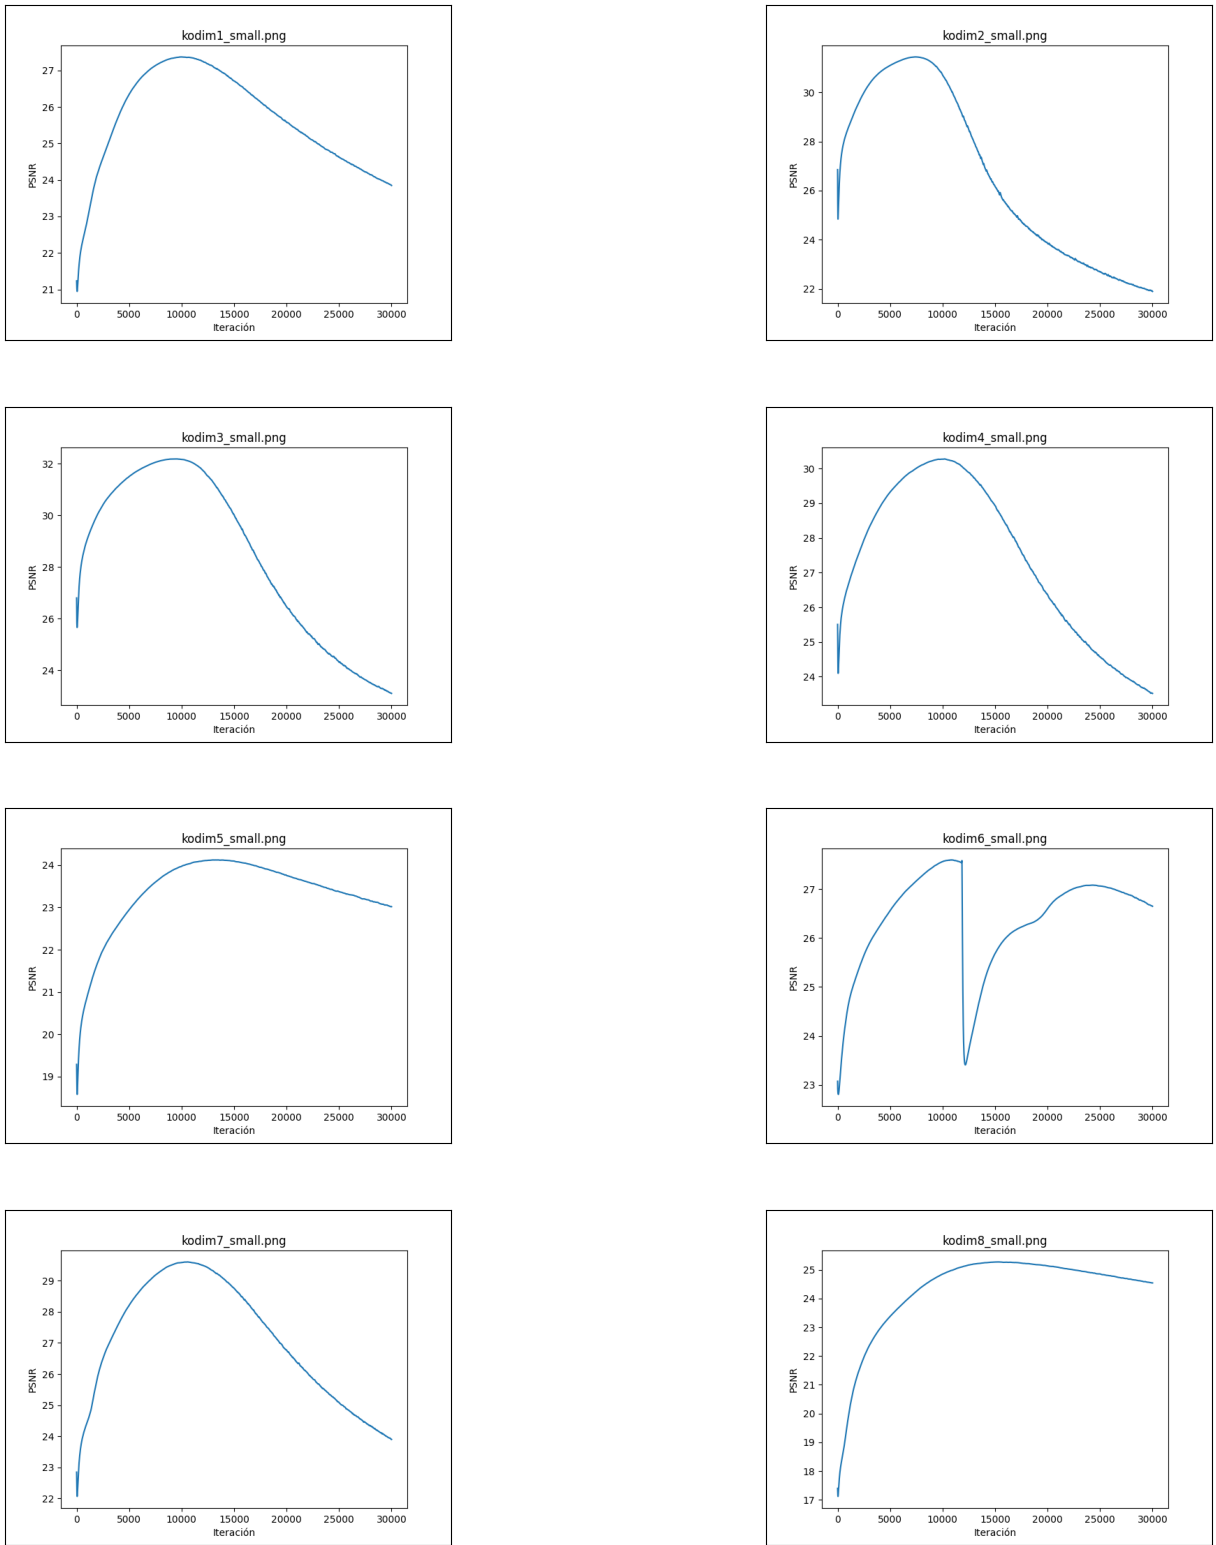 kodim1_small.png
27
26
25
24
23
22
21
PSNR
0 5000 10000 15000 20000 25000 30000
Iteración
kodim2_small.png
30
28
26
24
22
PSNR
0 5000 10000 15000 20000 25000 30000
Iteración
kodim3_small.png
32
30
28
26
24
PSNR
0 5000 10000 15000 20000 25000 30000
Iteración
kodim4_small.png
30
29
28
27
26
25
24
PSNR
0 5000 10000 15000 20000 25000 30000
Iteración
kodim5_small.png
24
23
22
21
20
19
PSNR
0 5000 10000 15000 20000 25000 30000
Iteración
kodim6_small.png
27
26
25
24
23
PSNR
0 5000 10000 15000 20000 25000 30000
Iteración
kodim7_small.png
29
28
27
26
25
24
23
22
PSNR
0 5000 10000 15000 20000 25000 30000
Iteración
kodim8_small.png
25
24
23
22
21
20
19
18
17
PSNR
0 5000 10000 15000 20000 25000 30000
Iteración